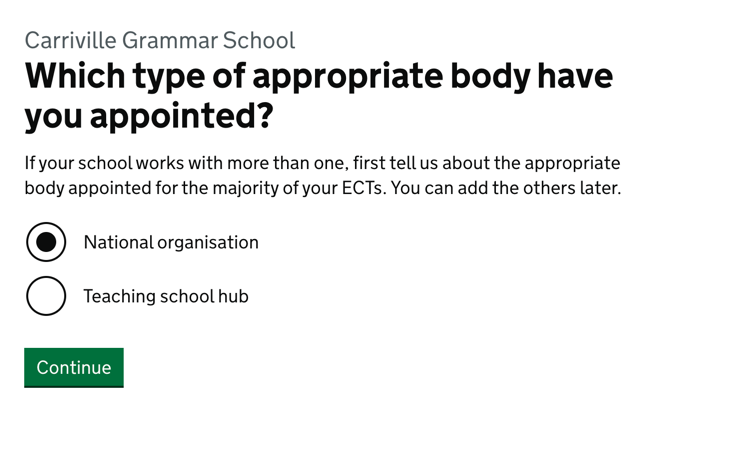 Carriville Grammar School
Which type of appropriate body have
you appointed?
If your school works with more than one, first tell us about the appropriate
body appointed for the majority of your ECTs. You can add the others later.
National organisation
Teaching school hub
Continue